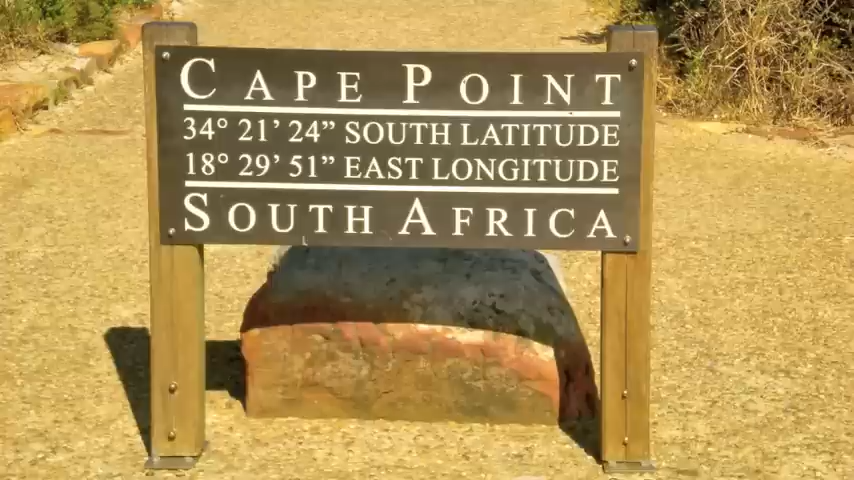 CAPE POINT
34° 21’ 24” SOUTH LATITUDE
18° 29’ 51” EAST LONGITUDE
SOUTH AFRICA